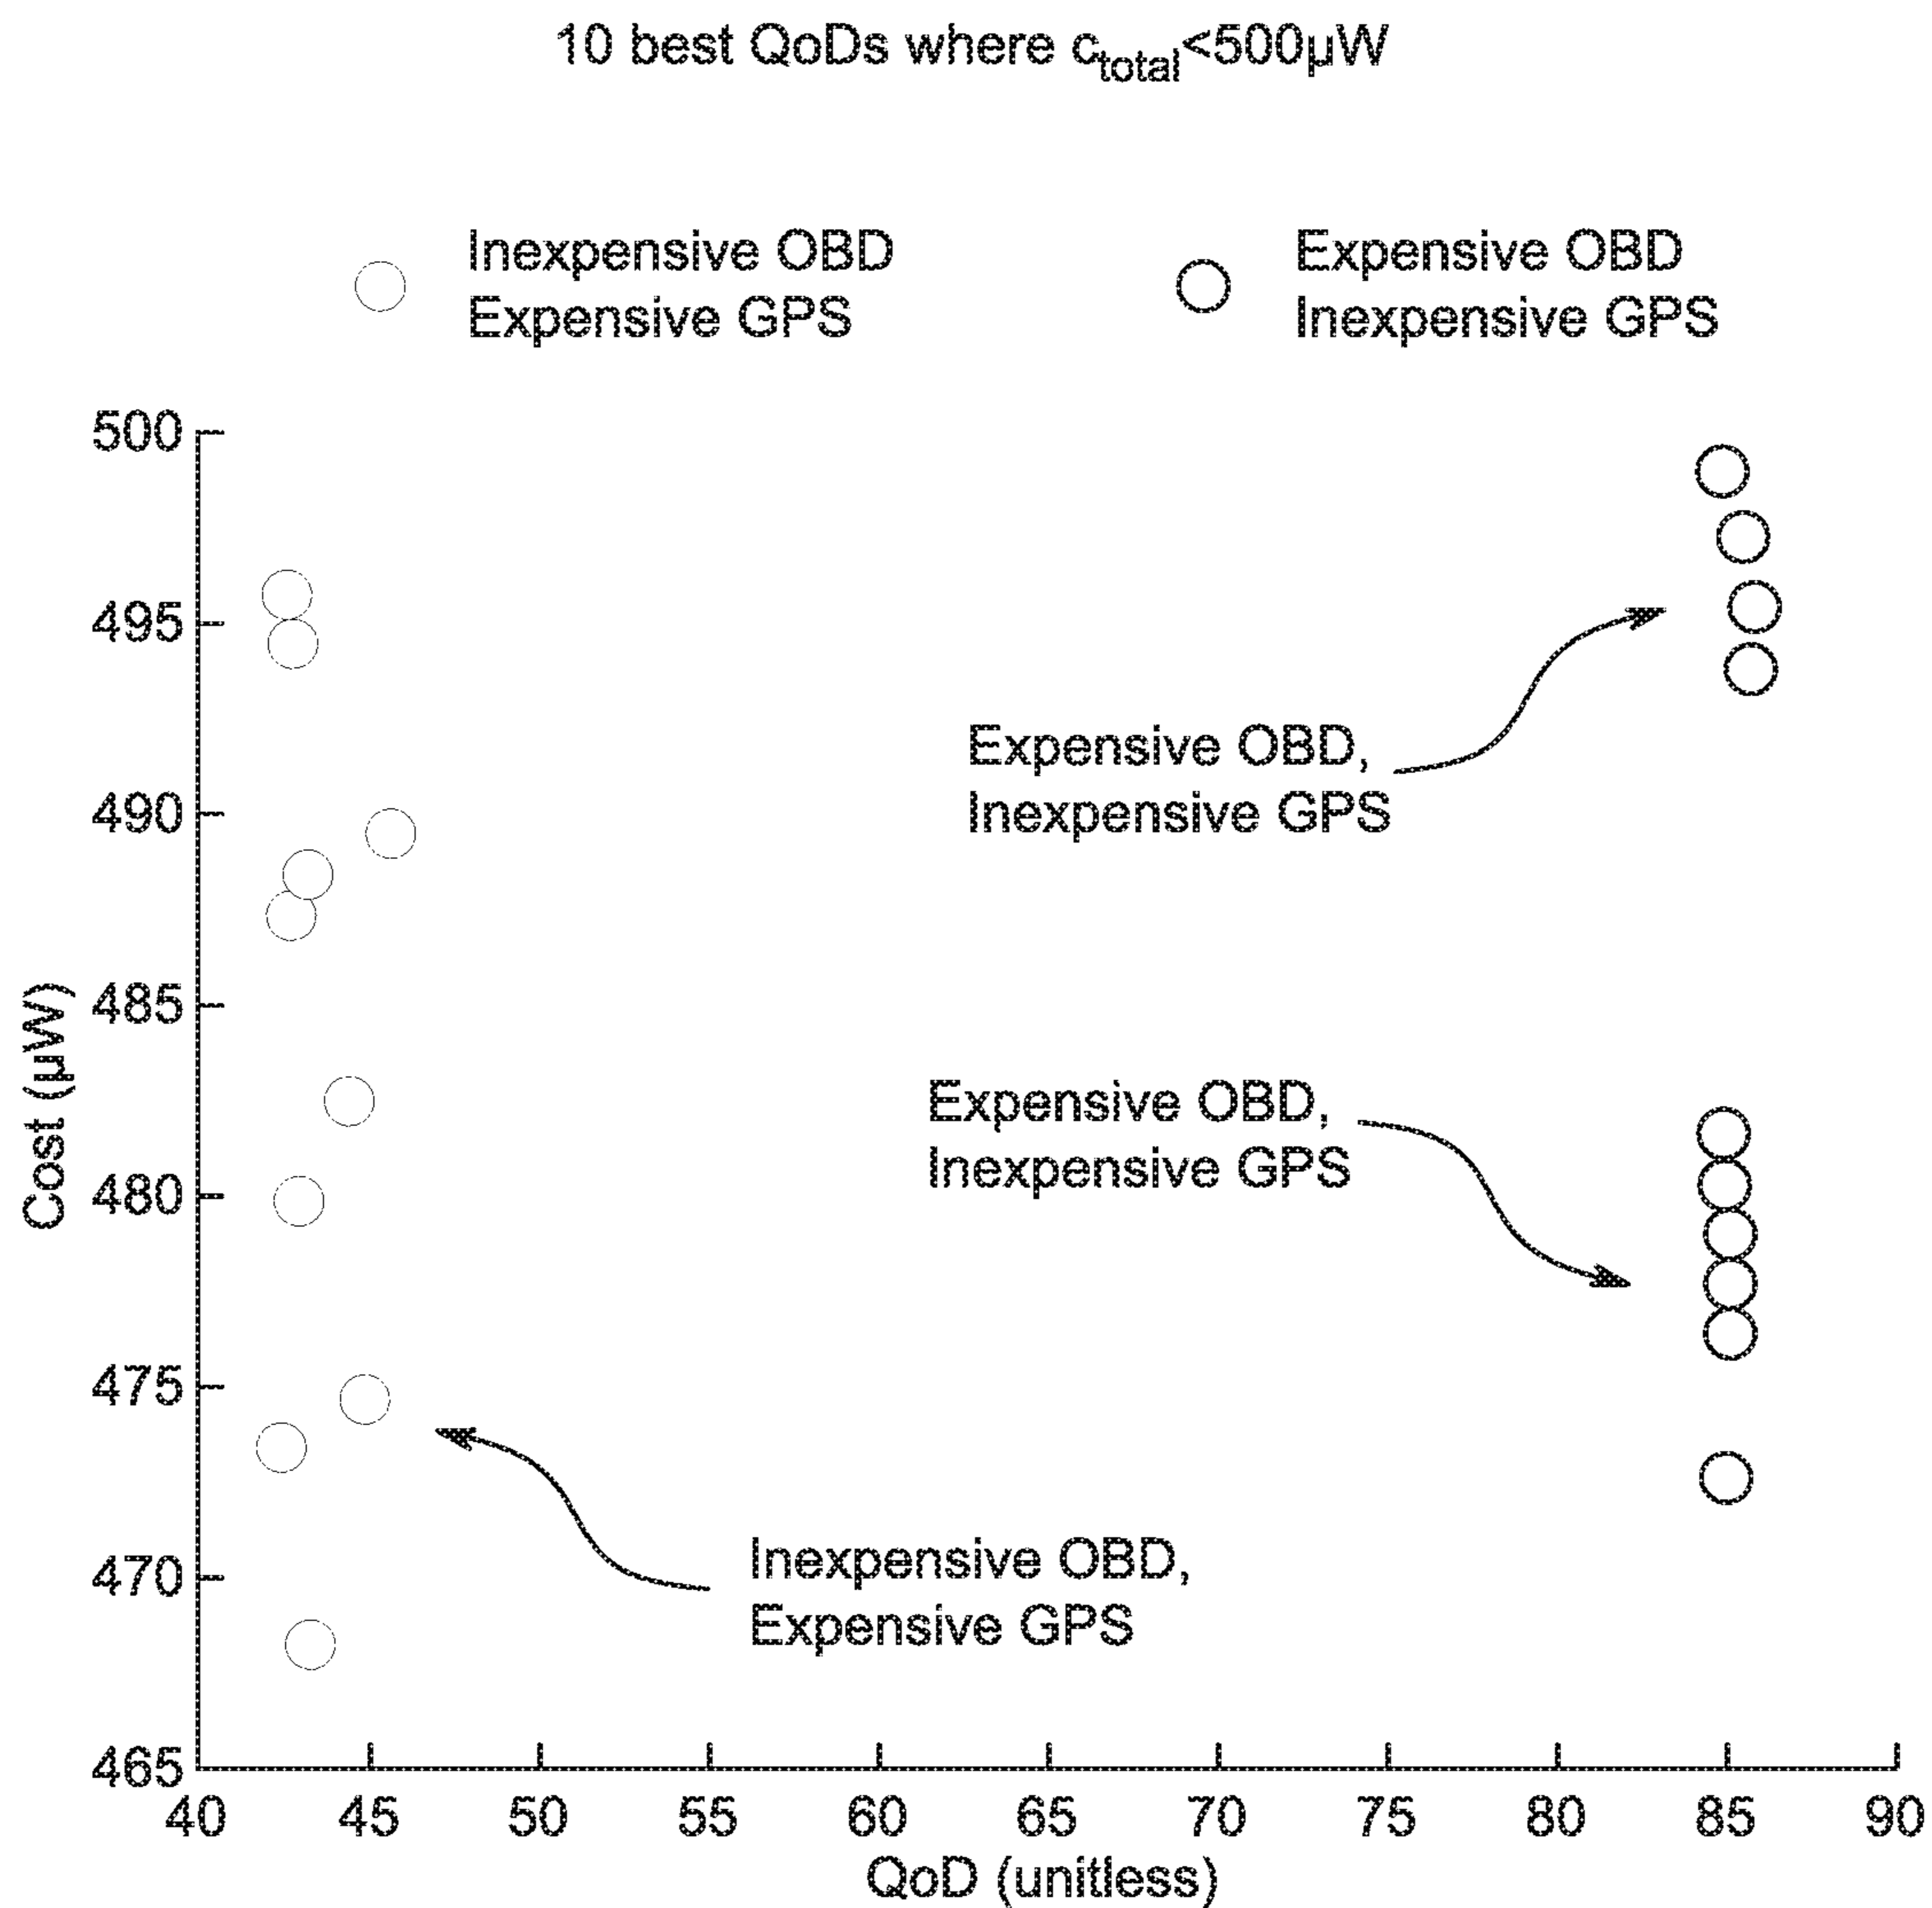 10 best QoDs where c_total<500µW
Inexpensive OBD
Expensive GPS
Expensive OBD
Inexpensive GPS
500
495
490
485
480
475
470
465
Cost (µW)
Expensive OBD,
Inexpensive GPS
Expensive OBD,
Inexpensive GPS
Inexpensive OBD,
Expensive GPS
40 45 50 55 60 65 70 75 80 85 90
QoD (unitless)